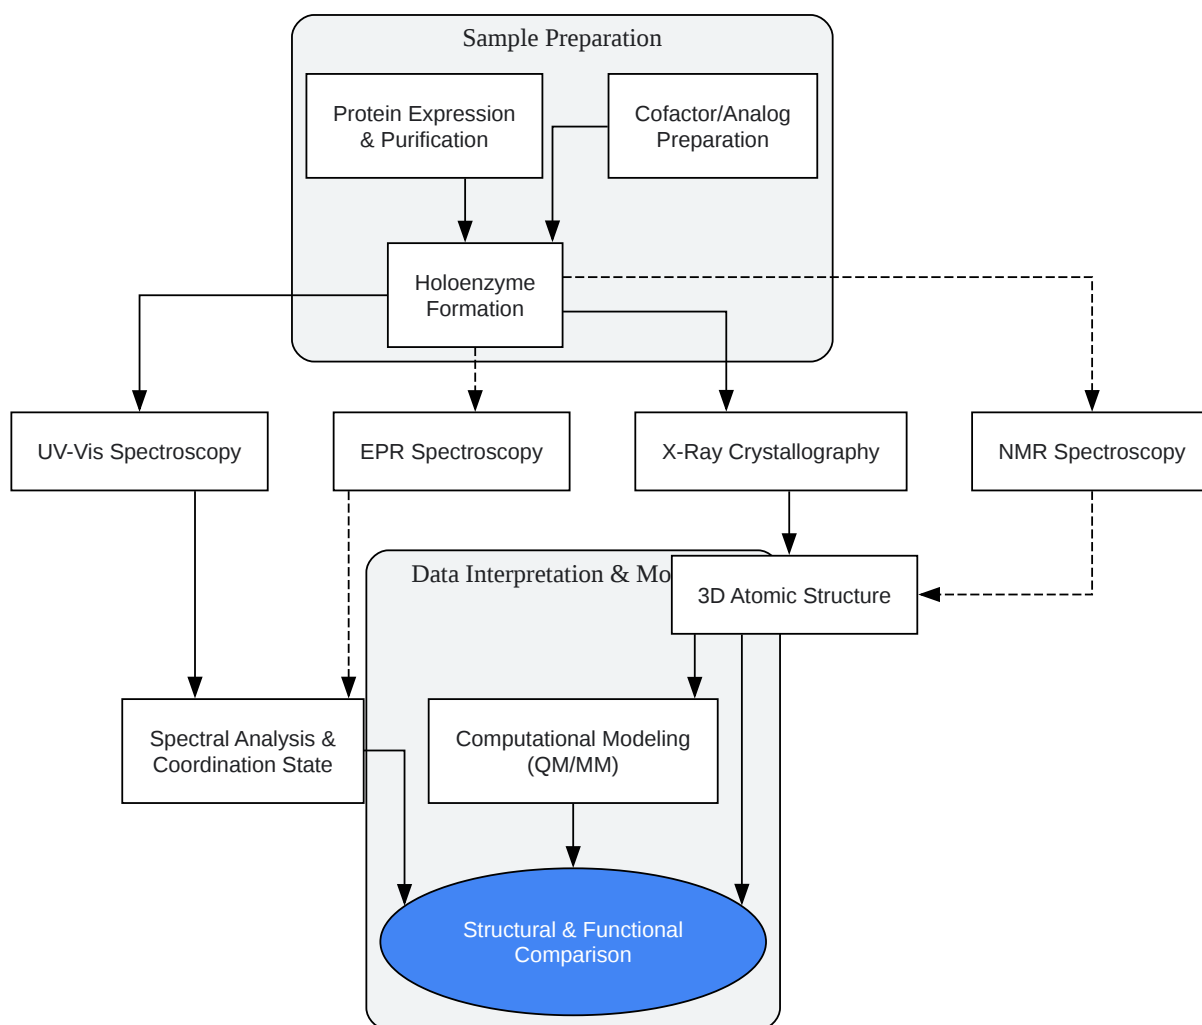 Sample Preparation
Protein Expression
& Purification
Cofactor/Analog
Preparation
Holoenzyme
Formation
UV-Vis Spectroscopy
EPR Spectroscopy
X-Ray Crystallography
NMR Spectroscopy
Data Interpretation & Mo
3D Atomic Structure
Spectral Analysis &
Coordination State
Computational Modeling
(QM/MM)
Structural & Functional
Comparison